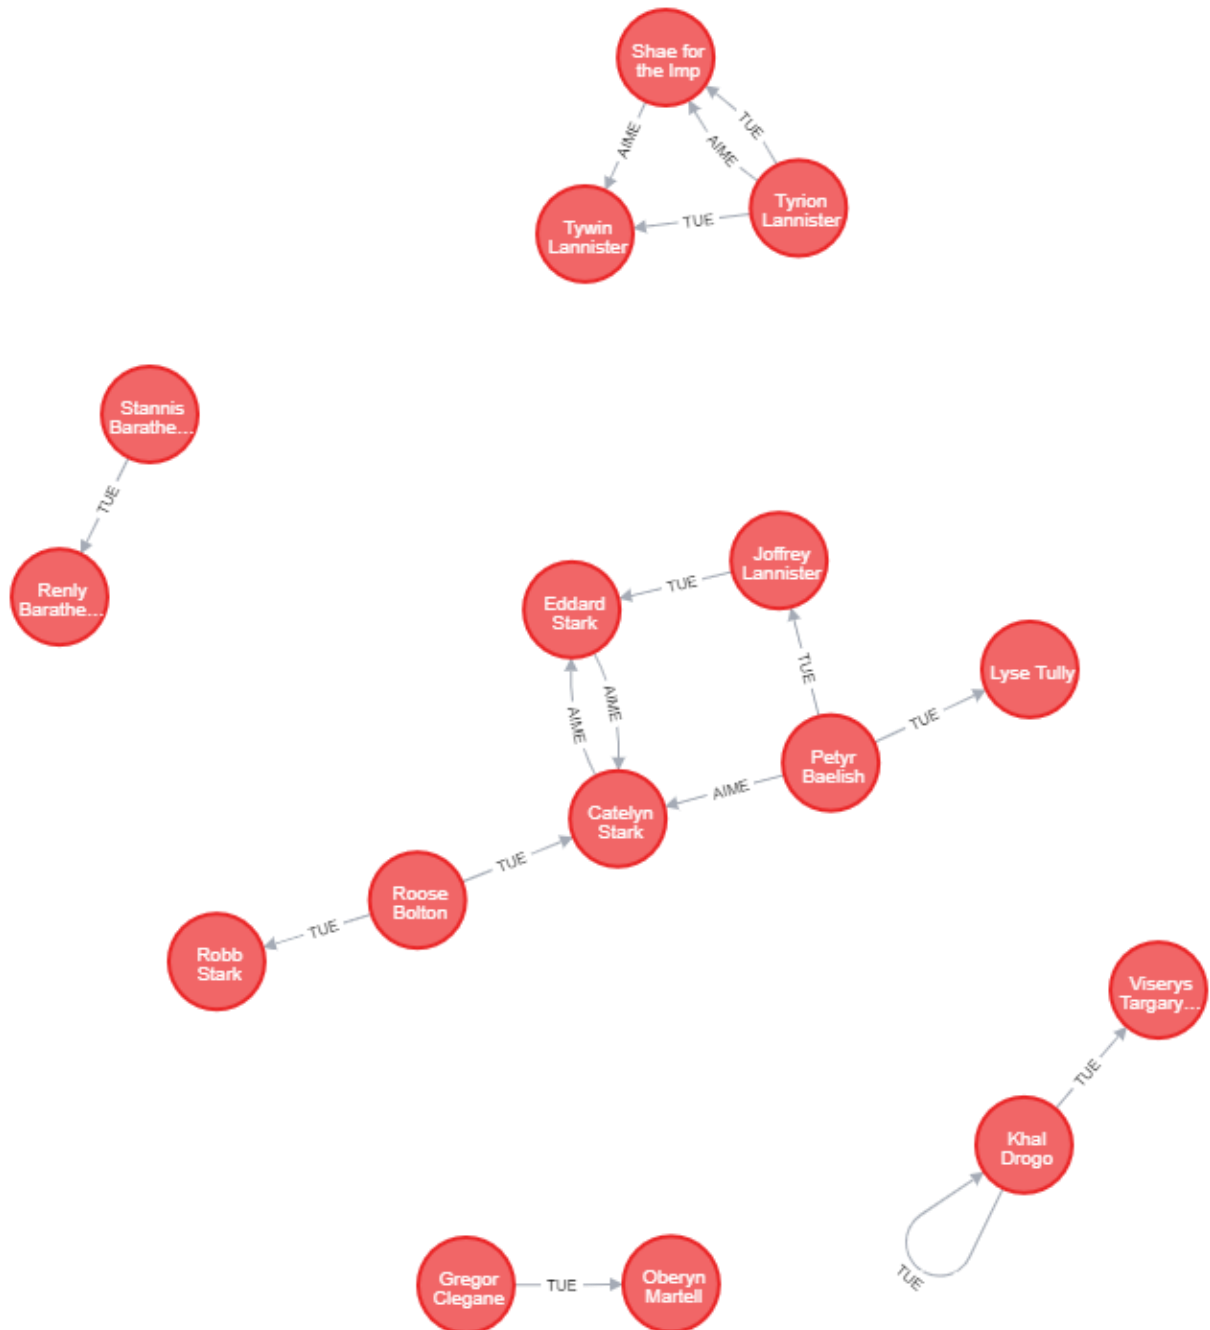 Shae for
the Imp
TUE
AIME
AIME
Tyrion
Lannister
TUE
Tywin
Lannister
Stannis
Barathe...
TUE
Renly
Barathe...
Joffrey
Lannister
TUE
Eddard
Stark
TUE
Lyse Tully
AIME
AIME
TUE
Petyr
Baelish
AIME
Catelyn
Stark
TUE
Roose
Bolton
TUE
Robb
Stark
Viserys
Targary...
TUE
Khal
Drogo
TUE
Gregor
Clegane
TUE
Oberyn
Martell